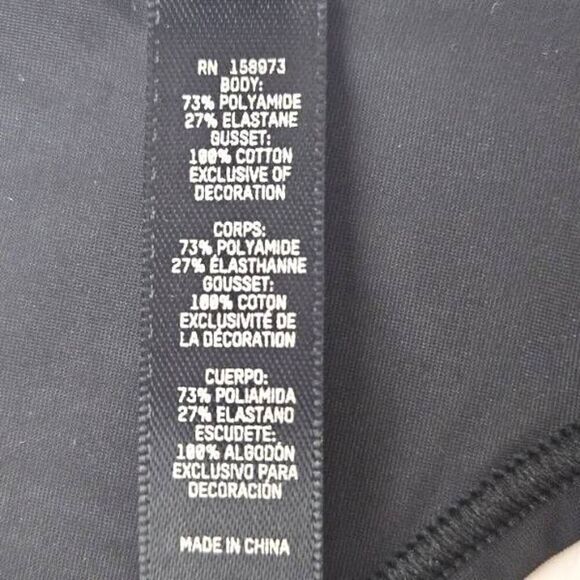 RN 158973
BODY:
73% POLYAMIDE
27% ELASTANE
GUSSET:
100% COTTON
EXCLUSIVE OF
DECORATION
CORPS:
73% POLYAMIDE
27% ÉLASTHANNE
GOUSSET:
100% COTON
EXCLUSIVITÉ DE
LA DÉCORATION
CUERPO:
73% POLIAMIDA
27% ELASTANO
ESCUDETE:
100% ALGODÓN
EXCLUSIVO PARA
DECORACIÓN
MADE IN CHINA